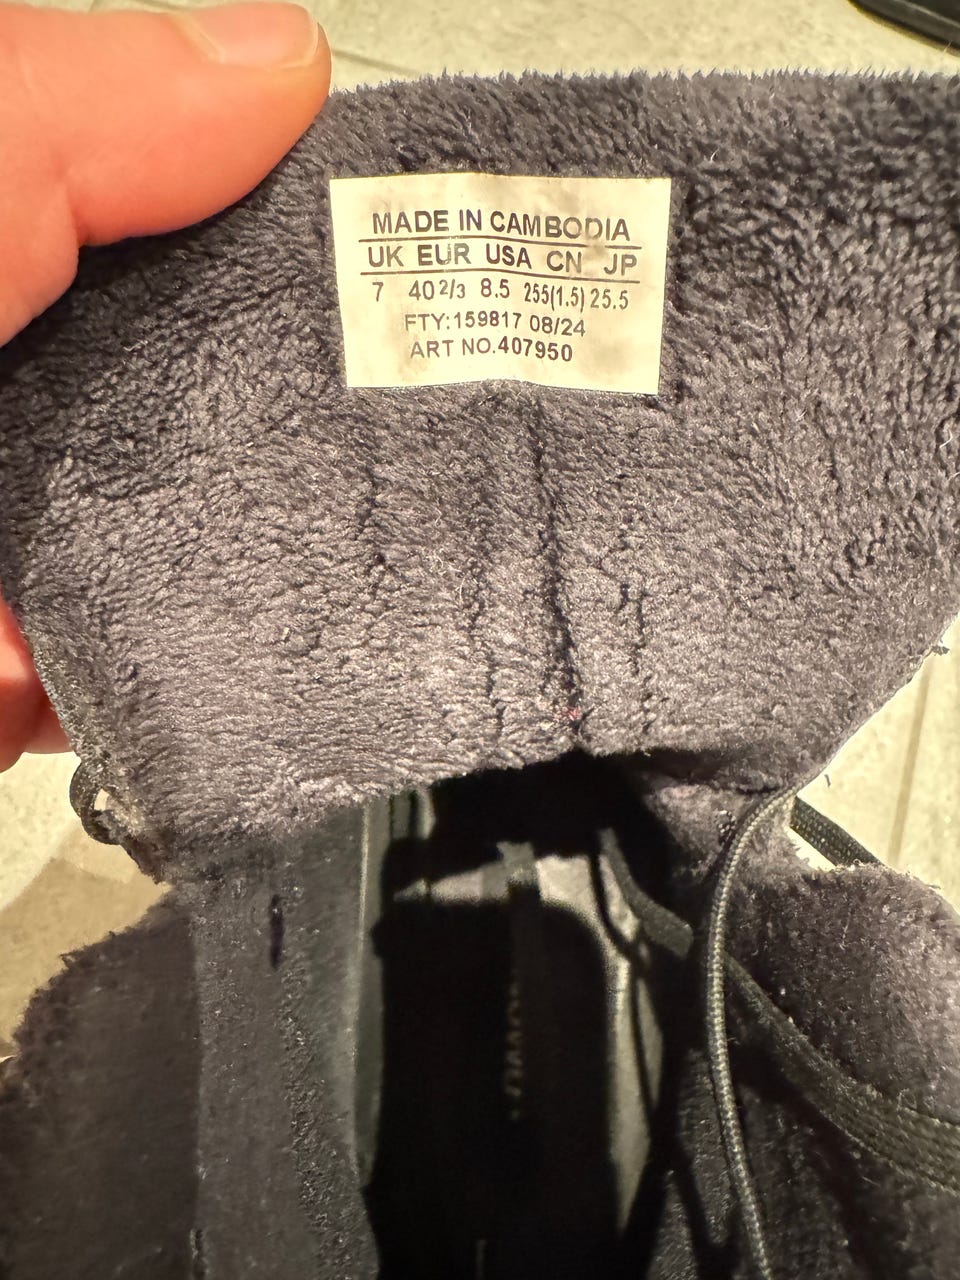 MADE IN CAMBODIA
UK EUR USA CN JP
7 40 2/3 8.5 255(1.5) 25.5
FTY:159817 08/24
ART NO.407950